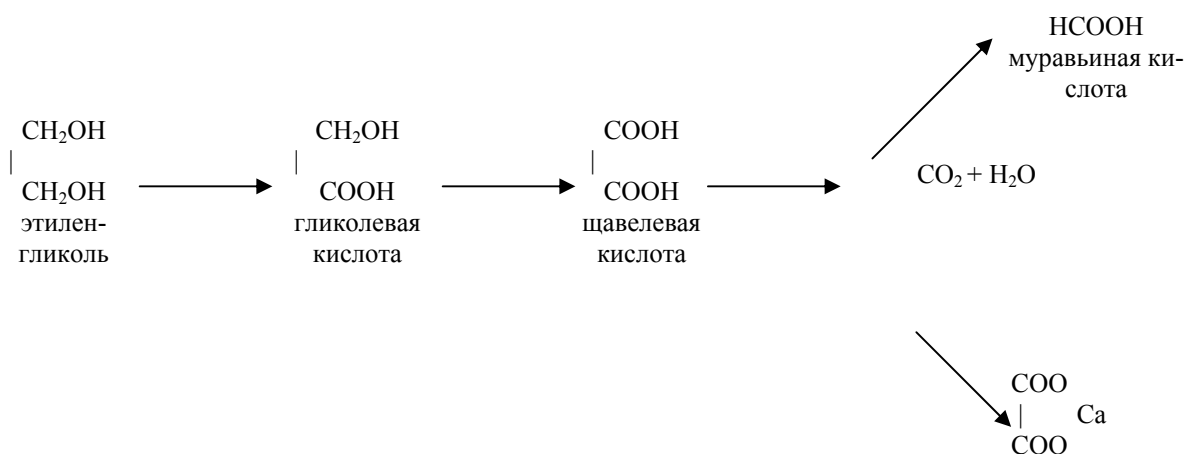 HCOOH
муравьиная ки-
слота
CH₂OH
|
CH₂OH
этилен-
гликоль
CH₂OH
|
COOH
гликолевая
кислота
COOH
|
COOH
щавелевая
кислота
CO₂ + H₂O
COO
| Ca
COO